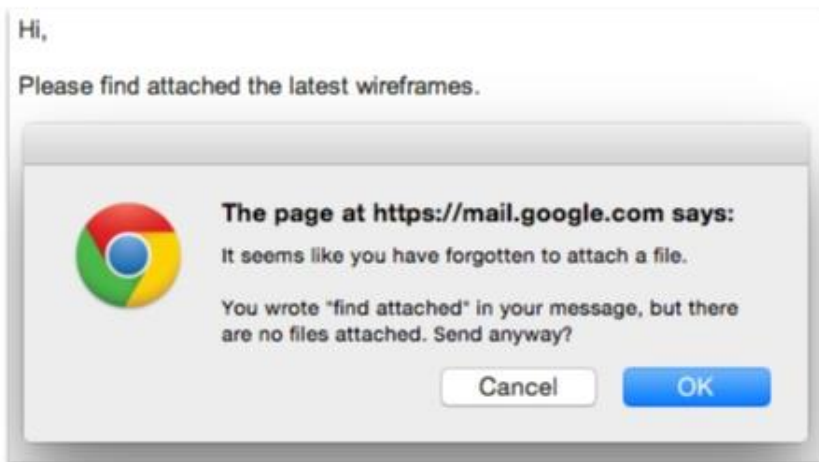 Hi,
Please find attached the latest wireframes.
The page at https://mail.google.com says:
It seems like you have forgotten to attach a file.
You wrote "find attached" in your message, but there
are no files attached. Send anyway?
Cancel
OK